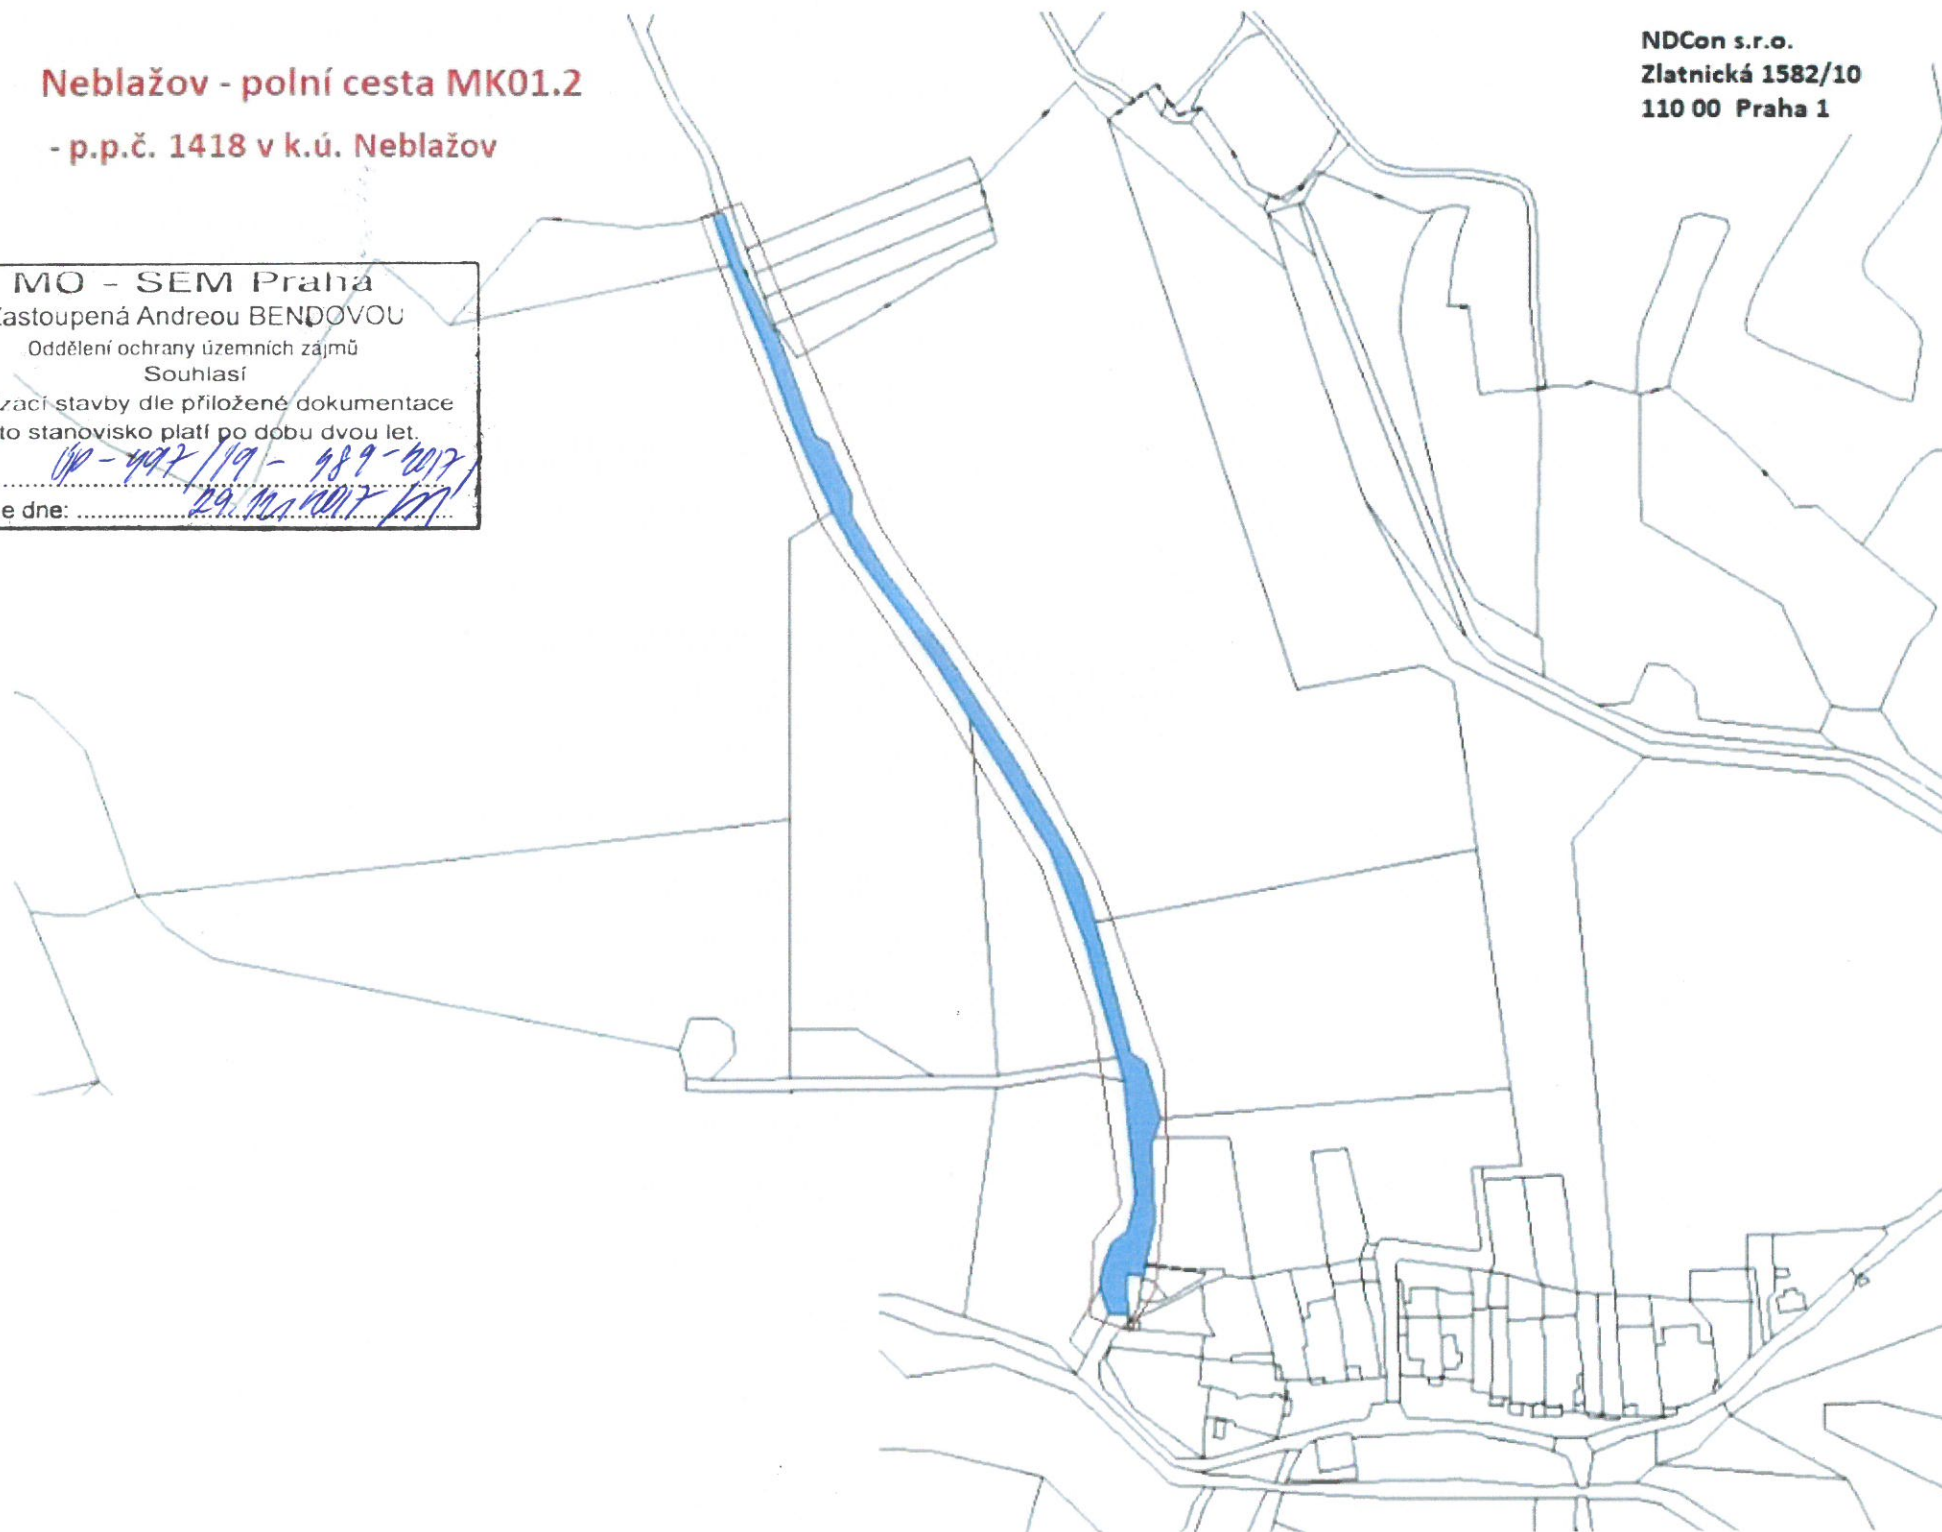 Neblažov - polní cesta MK01.2
- p.p.č. 1418 v k.ú. Neblažov
NDCon s.r.o.
Zlatnická 1582/10
110 00 Praha 1
MO - SEM Praha
Zastoupená Andreou BENDOVOU
Oddělení ochrany územních zájmů
Souhlasí
zací stavby dle přiložené dokumentace
to stanovisko platí po dobu dvou let.
e dne: